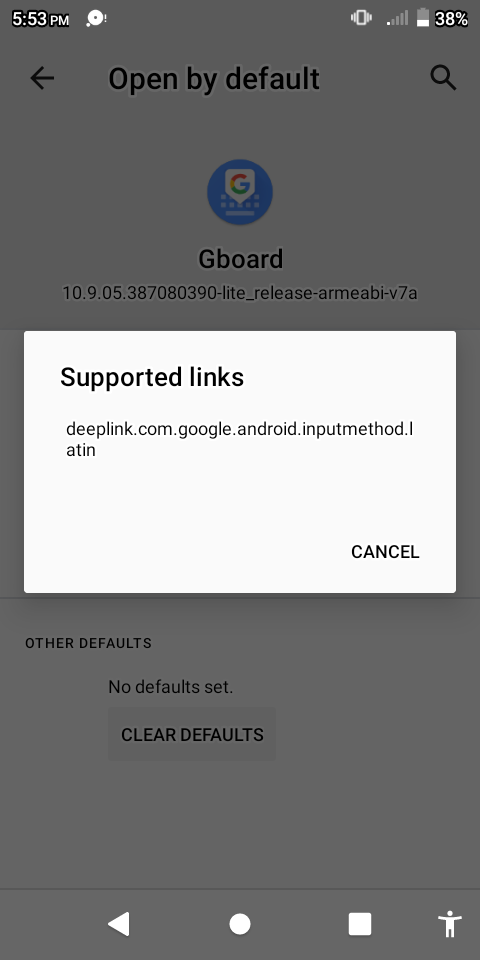 5:53 PM 38%
Open by default
Gboard
10.9.05.387080390-lite_release-armeabi-v7a
Supported links
deeplink.com.google.android.inputmethod.l
atin
CANCEL
OTHER DEFAULTS
No defaults set.
CLEAR DEFAULTS